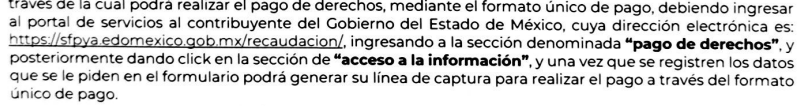 través de la cual podrá realizar el pago de derechos, mediante el formato único de pago, debiendo ingresar
al portal de servicios al contribuyente del Gobierno del Estado de México, cuya dirección electrónica es:
https://sfpya.edomexico.gob.mx/recaudacion/, ingresando a la sección denominada “pago de derechos”, y
posteriormente dando click en la sección de “acceso a la información”, y una vez que se registren los datos
que se le piden en el formulario podrá generar su línea de captura para realizar el pago a través del formato
único de pago.